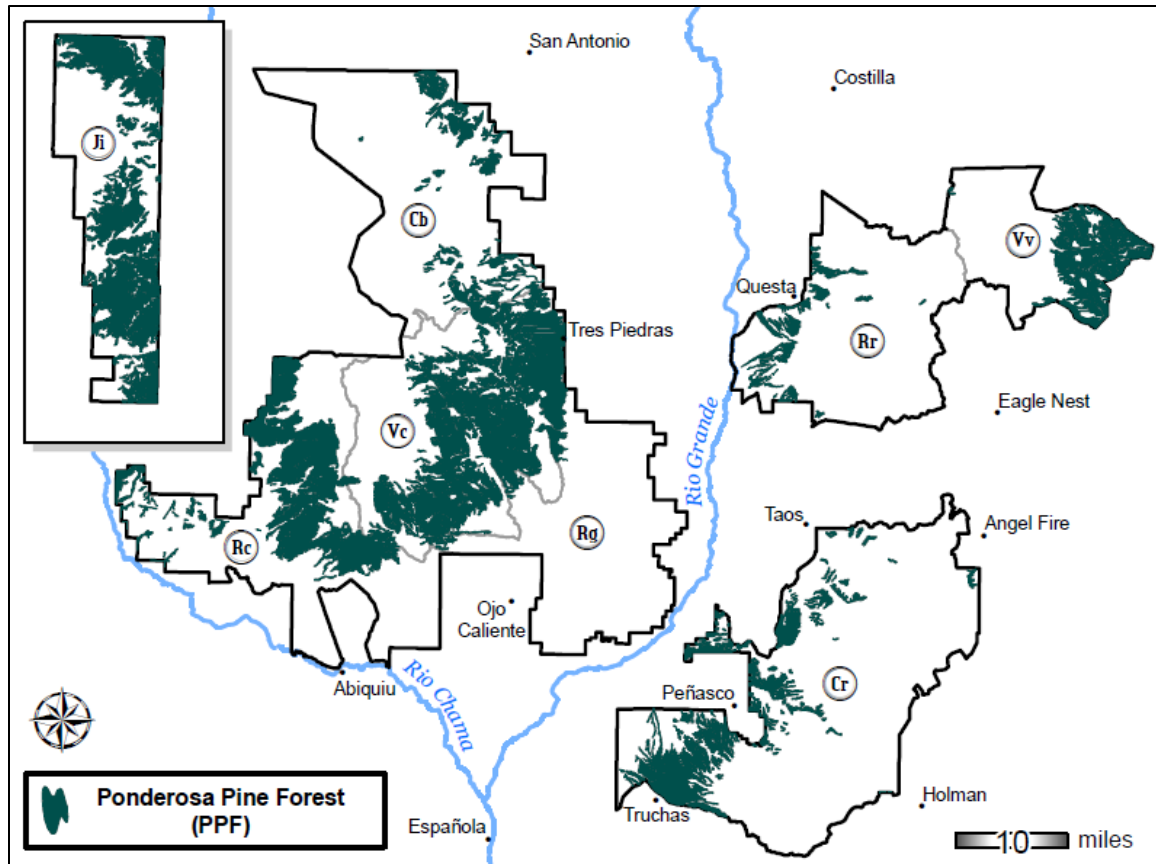 San Antonio
Costilla
Ji
Cb
Vv
Questa
Tres Piedras
Rr
Eagle Nest
Vc
Rio Grande
Taos
Angel Fire
Rc
Rg
Ojo
Caliente
Peñasco
Cr
Abiquiu
Rio Chama
Ponderosa Pine Forest
(PPF)
Truchas
Holman
Española
10 miles